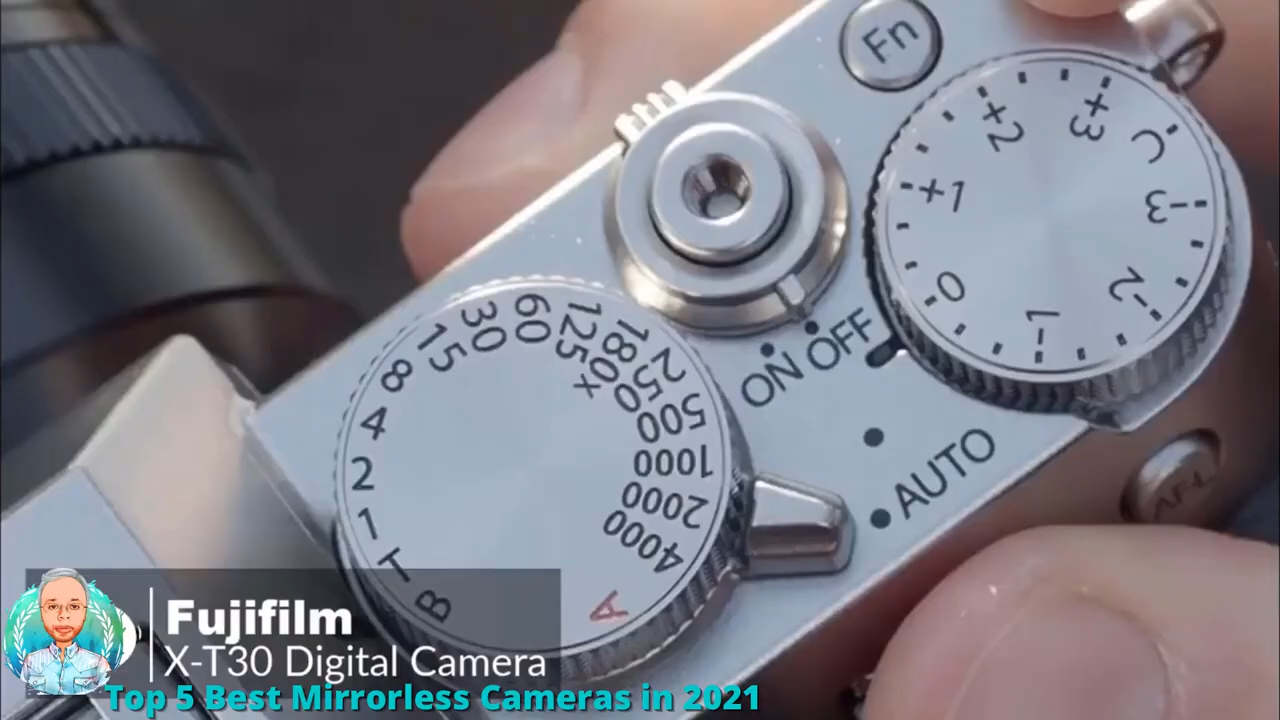 Fn
+3
+2
C
+1
3
0
2
1
ON OFF
AUTO
AF-L
60
30
125
15
180x
8
250
4
500
2
1000
1
2000
T
4000
B
A
Fujifilm
X-T30 Digital Camera
Top 5 Best Mirrorless Cameras in 2021